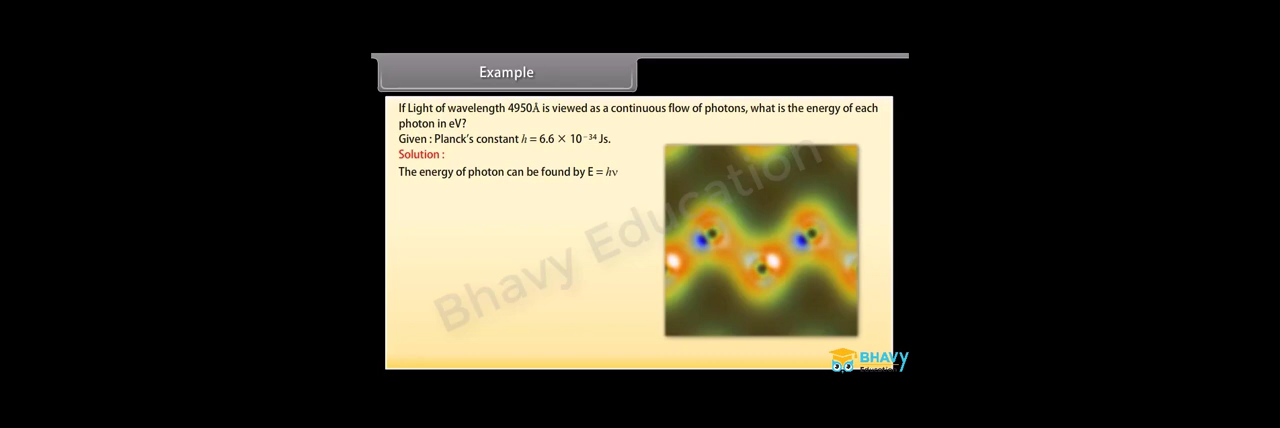 Example
If Light of wavelength 4950Å is viewed as a continuous flow of photons, what is the energy of each
photon in eV?
Given : Planck's constant h = 6.6 × 10⁻³⁴ Js.
Solution :
The energy of photon can be found by E = hν
Bhavy Education
BHAVY
Education